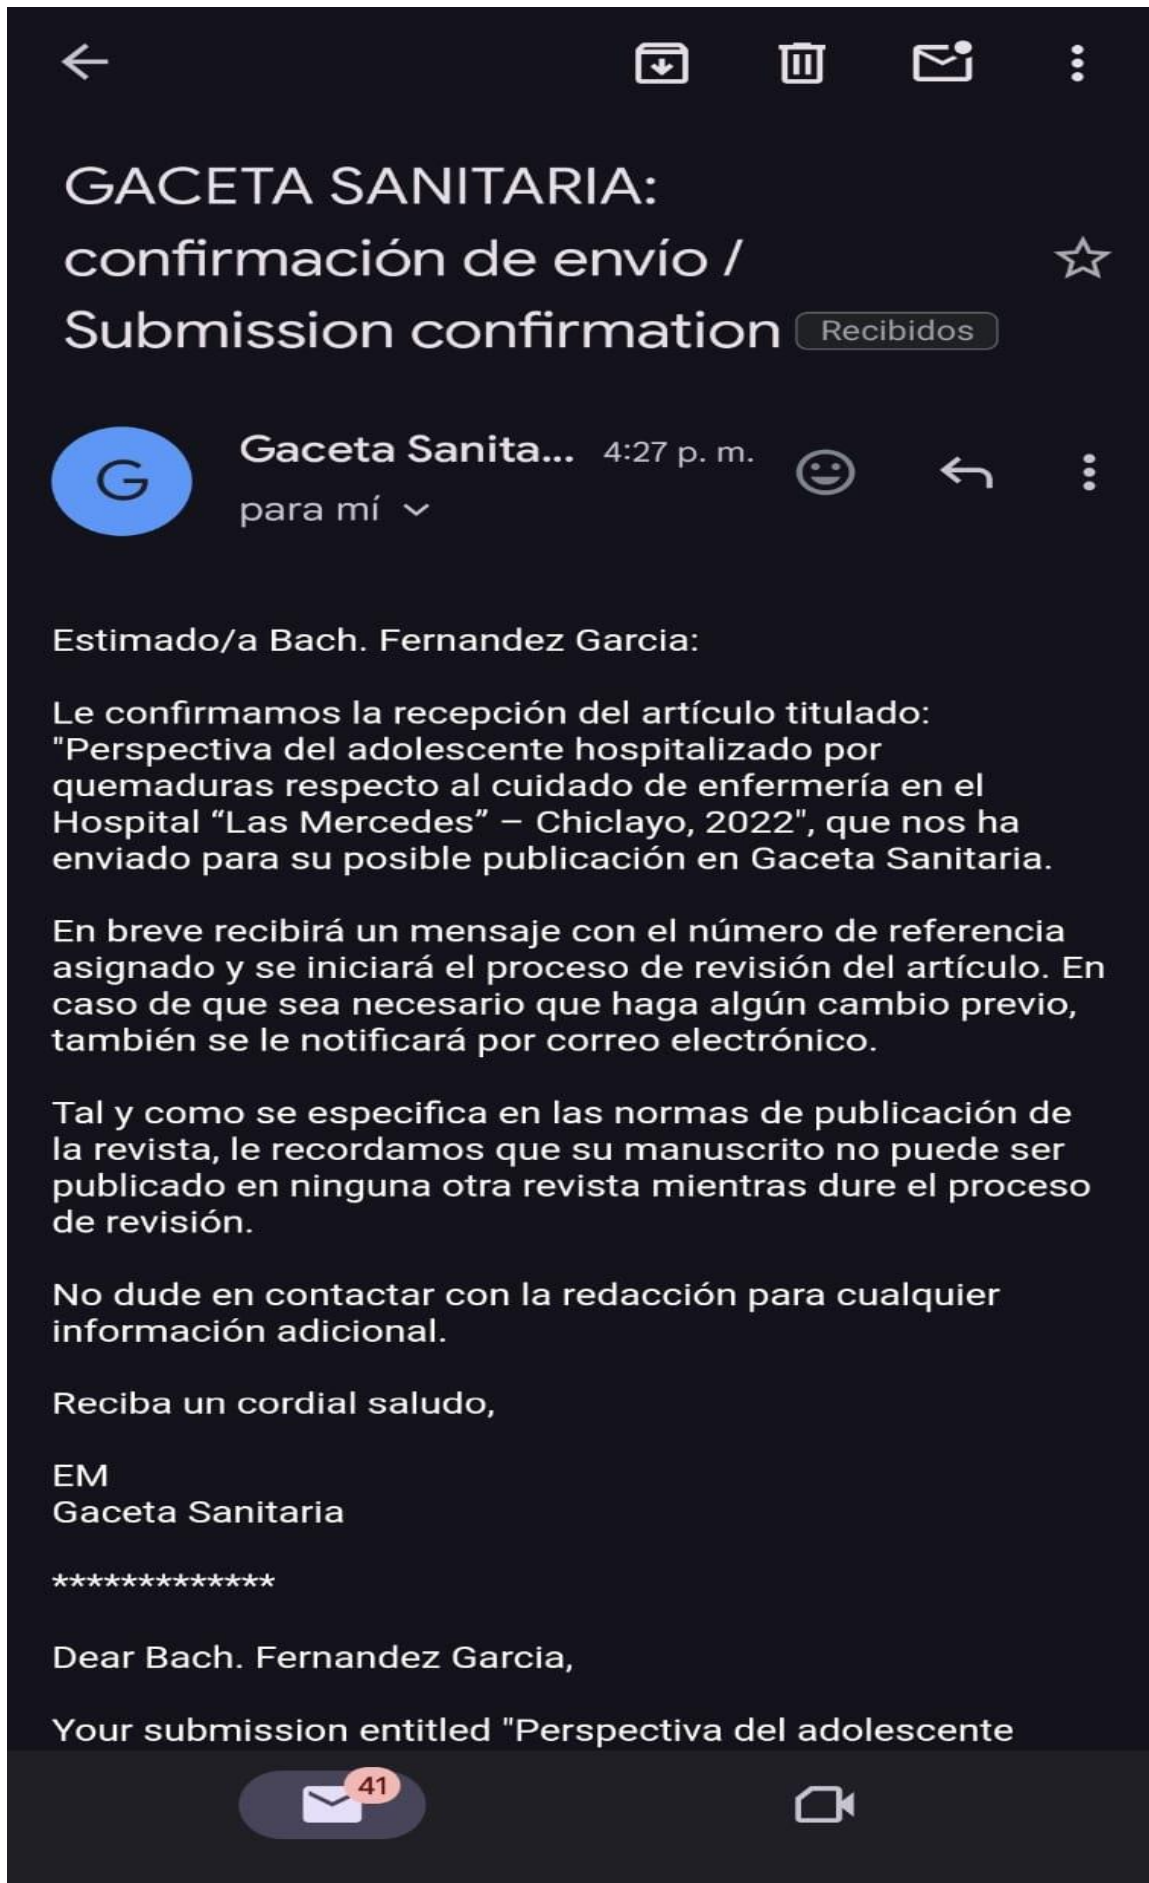 GACETA SANITARIA:
confirmación de envío /
Submission confirmation Recibidos
G
Gaceta Sanita... 4:27 p. m.
para mí
Estimado/a Bach. Fernandez Garcia:
Le confirmamos la recepción del artículo titulado:
"Perspectiva del adolescente hospitalizado por
quemaduras respecto al cuidado de enfermería en el
Hospital “Las Mercedes” – Chiclayo, 2022", que nos ha
enviado para su posible publicación en Gaceta Sanitaria.
En breve recibirá un mensaje con el número de referencia
asignado y se iniciará el proceso de revisión del artículo. En
caso de que sea necesario que haga algún cambio previo,
también se le notificará por correo electrónico.
Tal y como se especifica en las normas de publicación de
la revista, le recordamos que su manuscrito no puede ser
publicado en ninguna otra revista mientras dure el proceso
de revisión.
No dude en contactar con la redacción para cualquier
información adicional.
Reciba un cordial saludo,
EM
Gaceta Sanitaria
*************
Dear Bach. Fernandez Garcia,
Your submission entitled "Perspectiva del adolescente
41